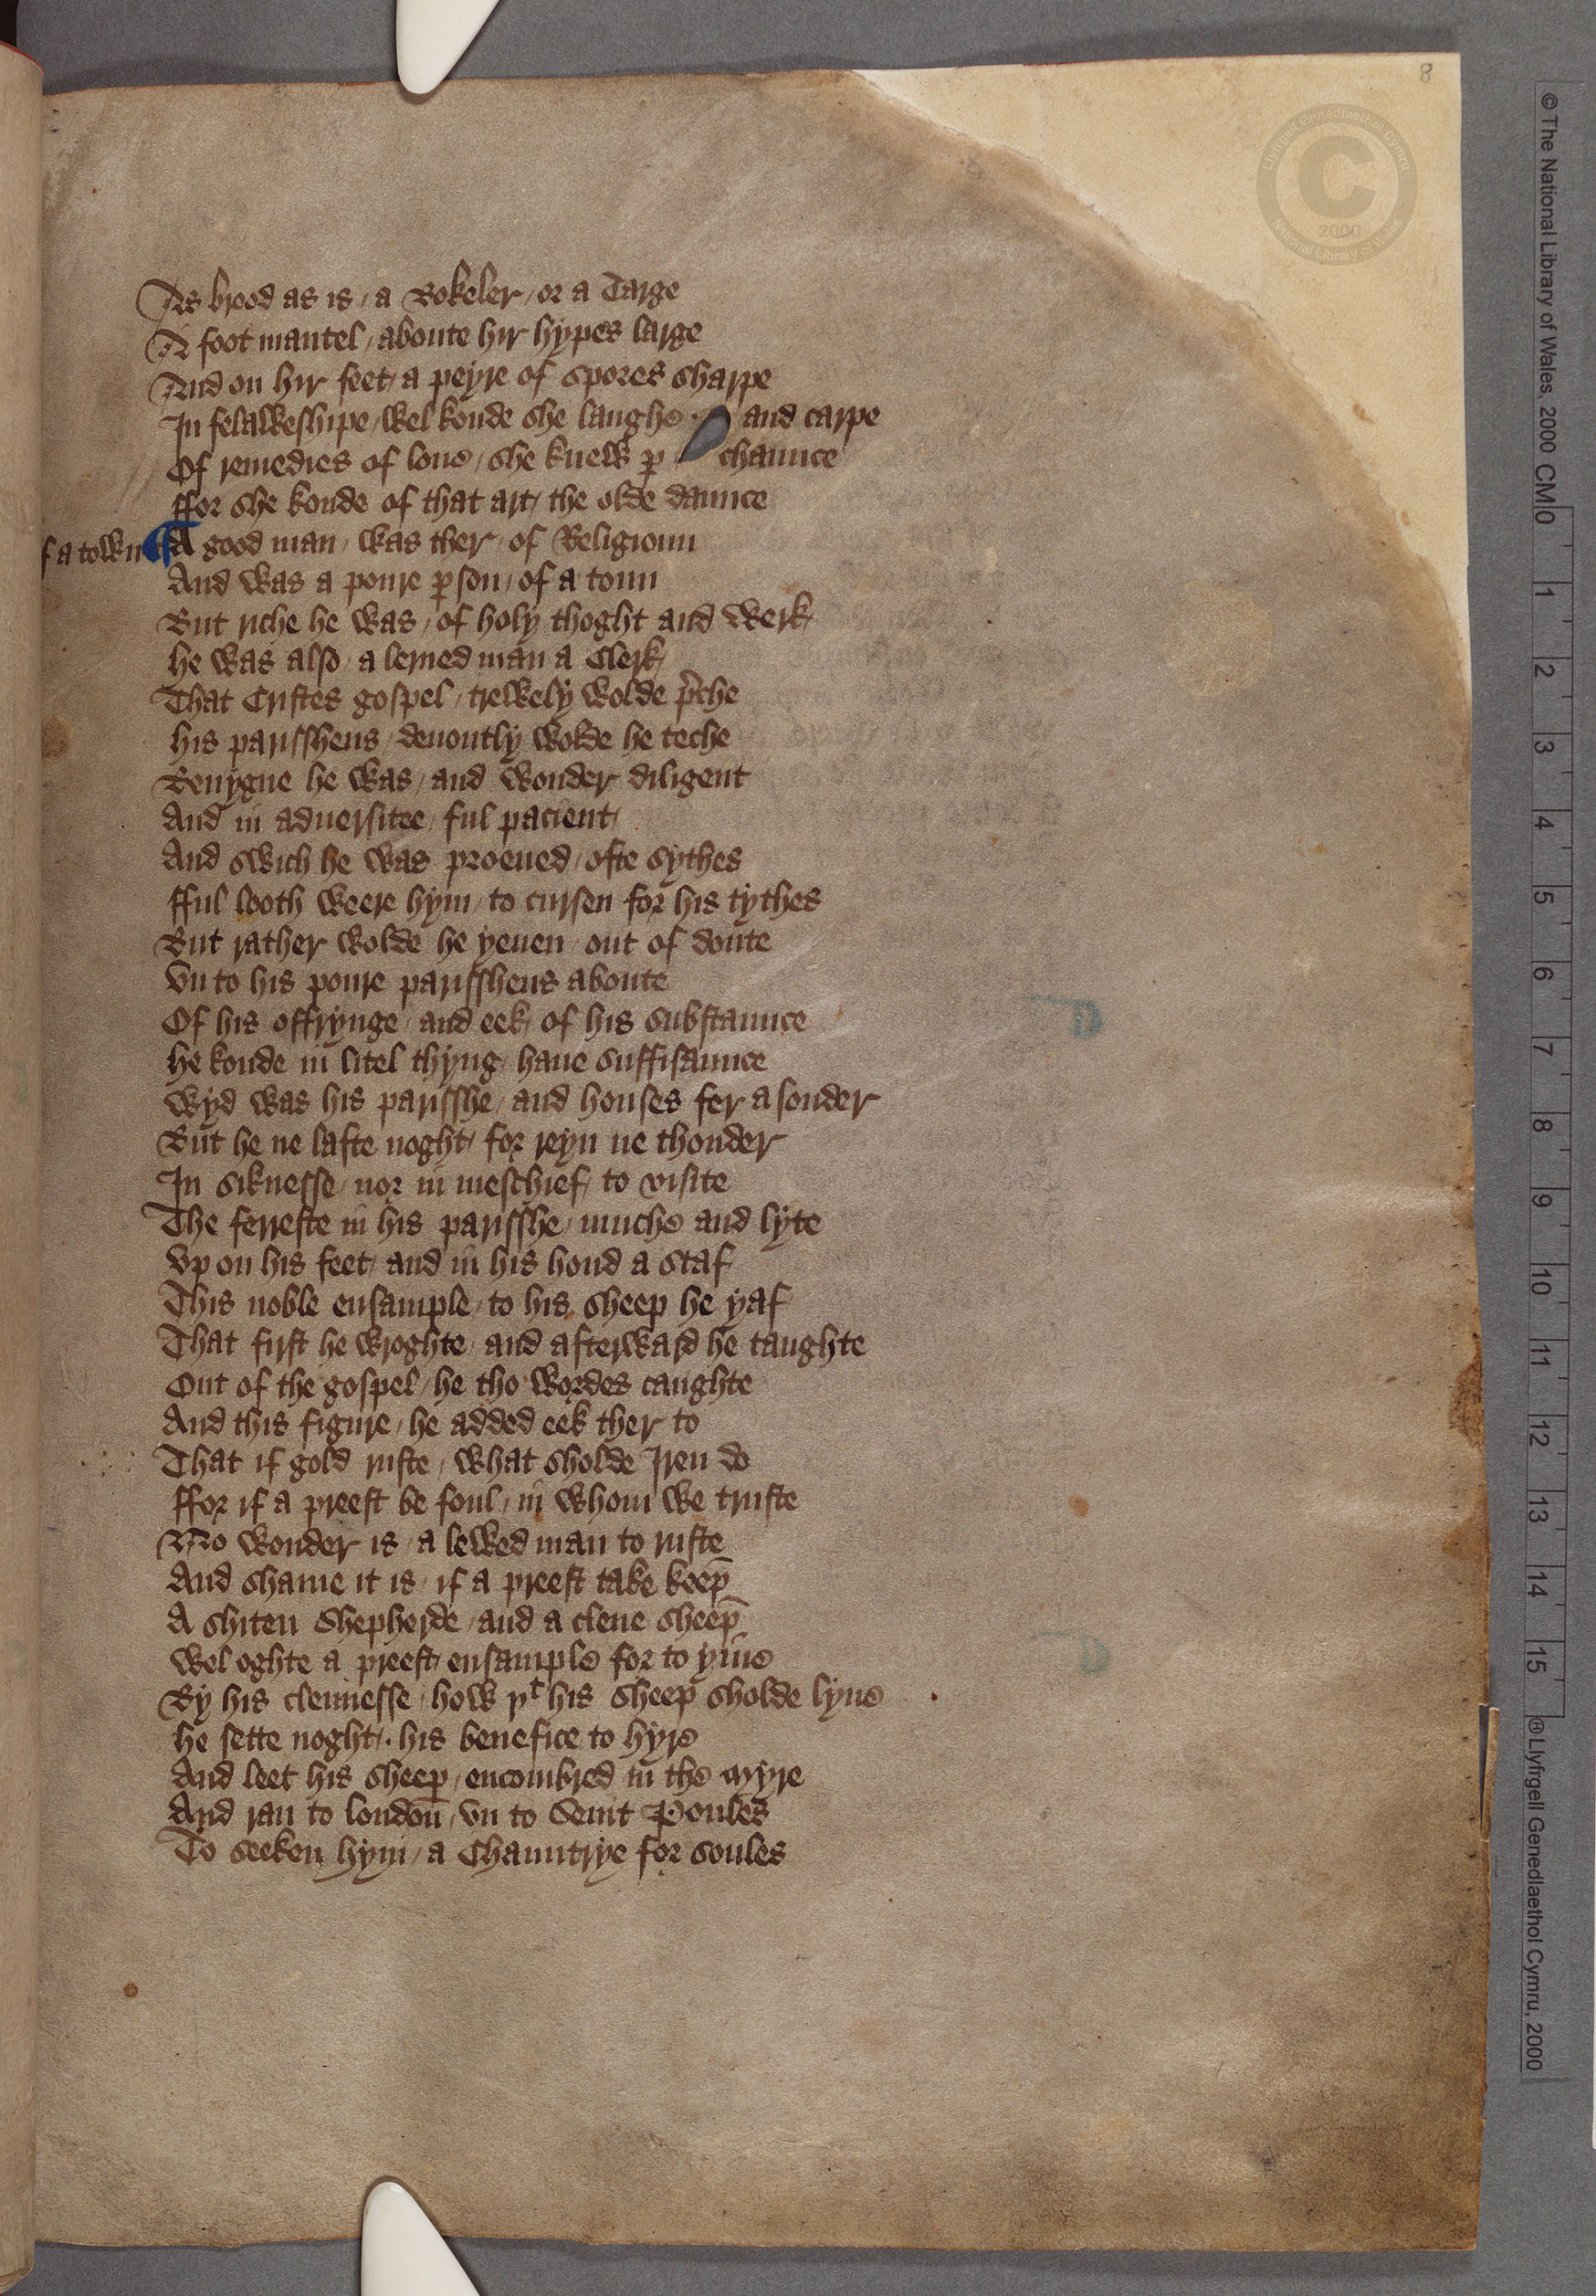 8
As brood as is / a Bokeler / or a Targe
A foot mantel / aboute hir hypes large
And on hir feet / a peyre of spores sharpe
In felaweshipe / wel koude she laughe and carpe
Of remedies of loue / she knew ꝑ chaunce
ffor she koude of that art / the olde daunce
f a town
¶ A good man / was ther / of Religioun
And was a poure ꝑson / of a toun
But riche he was / of holy thoght and werk
he was also / a lerned man a Clerk
That Cristes gospel / trewely wolde p̄che
his parisshens / deuoutly wolde he teche
Benygne he was / and wonder diligent
And in aduersitee / ful pacient
And swich he was proeued / ofte sythes
fful looth weere hym / to cursen for his tythes
But rather wolde he yeuen / out of doute
Vn to his poure parisshens aboute
Of his offrynge / and eek / of his substaunce
he koude in litel thyng / haue suffisaunce
Wyd was his parisshe / and houses fer a sonder
But he ne lafte noght / for reyn ne thonder
In siknesse / nor in meschief / to visite
The ferreste in his parisshe / muche and lyte
Vp on his feet / and in his hond a staf
This noble ensample / to his sheep he yaf
That first he wroghte / and afterward he taughte
Out of the gospel / he tho wordes caughte
And this figure / he added eek ther to
That if gold ruste / what sholde Iren do
ffor if a preest be foul / in whom we truste
No wonder is / a lewed man to ruste
And shame it is / if a preest take keep̄
A shiten Shepherde / and a clene sheep̄
Wel oghte a preest / ensample for to yiue
By his clennesse / how þᵗ his sheep̄ sholde lyue
he sette noght / . his benefice to hyre
And leet his sheep̱ / encombred in the myre
And ran to londoū / vn to Seint Poules
To seeken hym / a Chauntrye for soules
© The National Library of Wales, 2000 CM
0 1 2 3 4 5 6 7 8 9 10 11 12 13 14 15
® Llyfrgell Genedlaethol Cymru, 2000
Llyfrgell Genedlaethol Cymru
C
2000
National Library of Wales